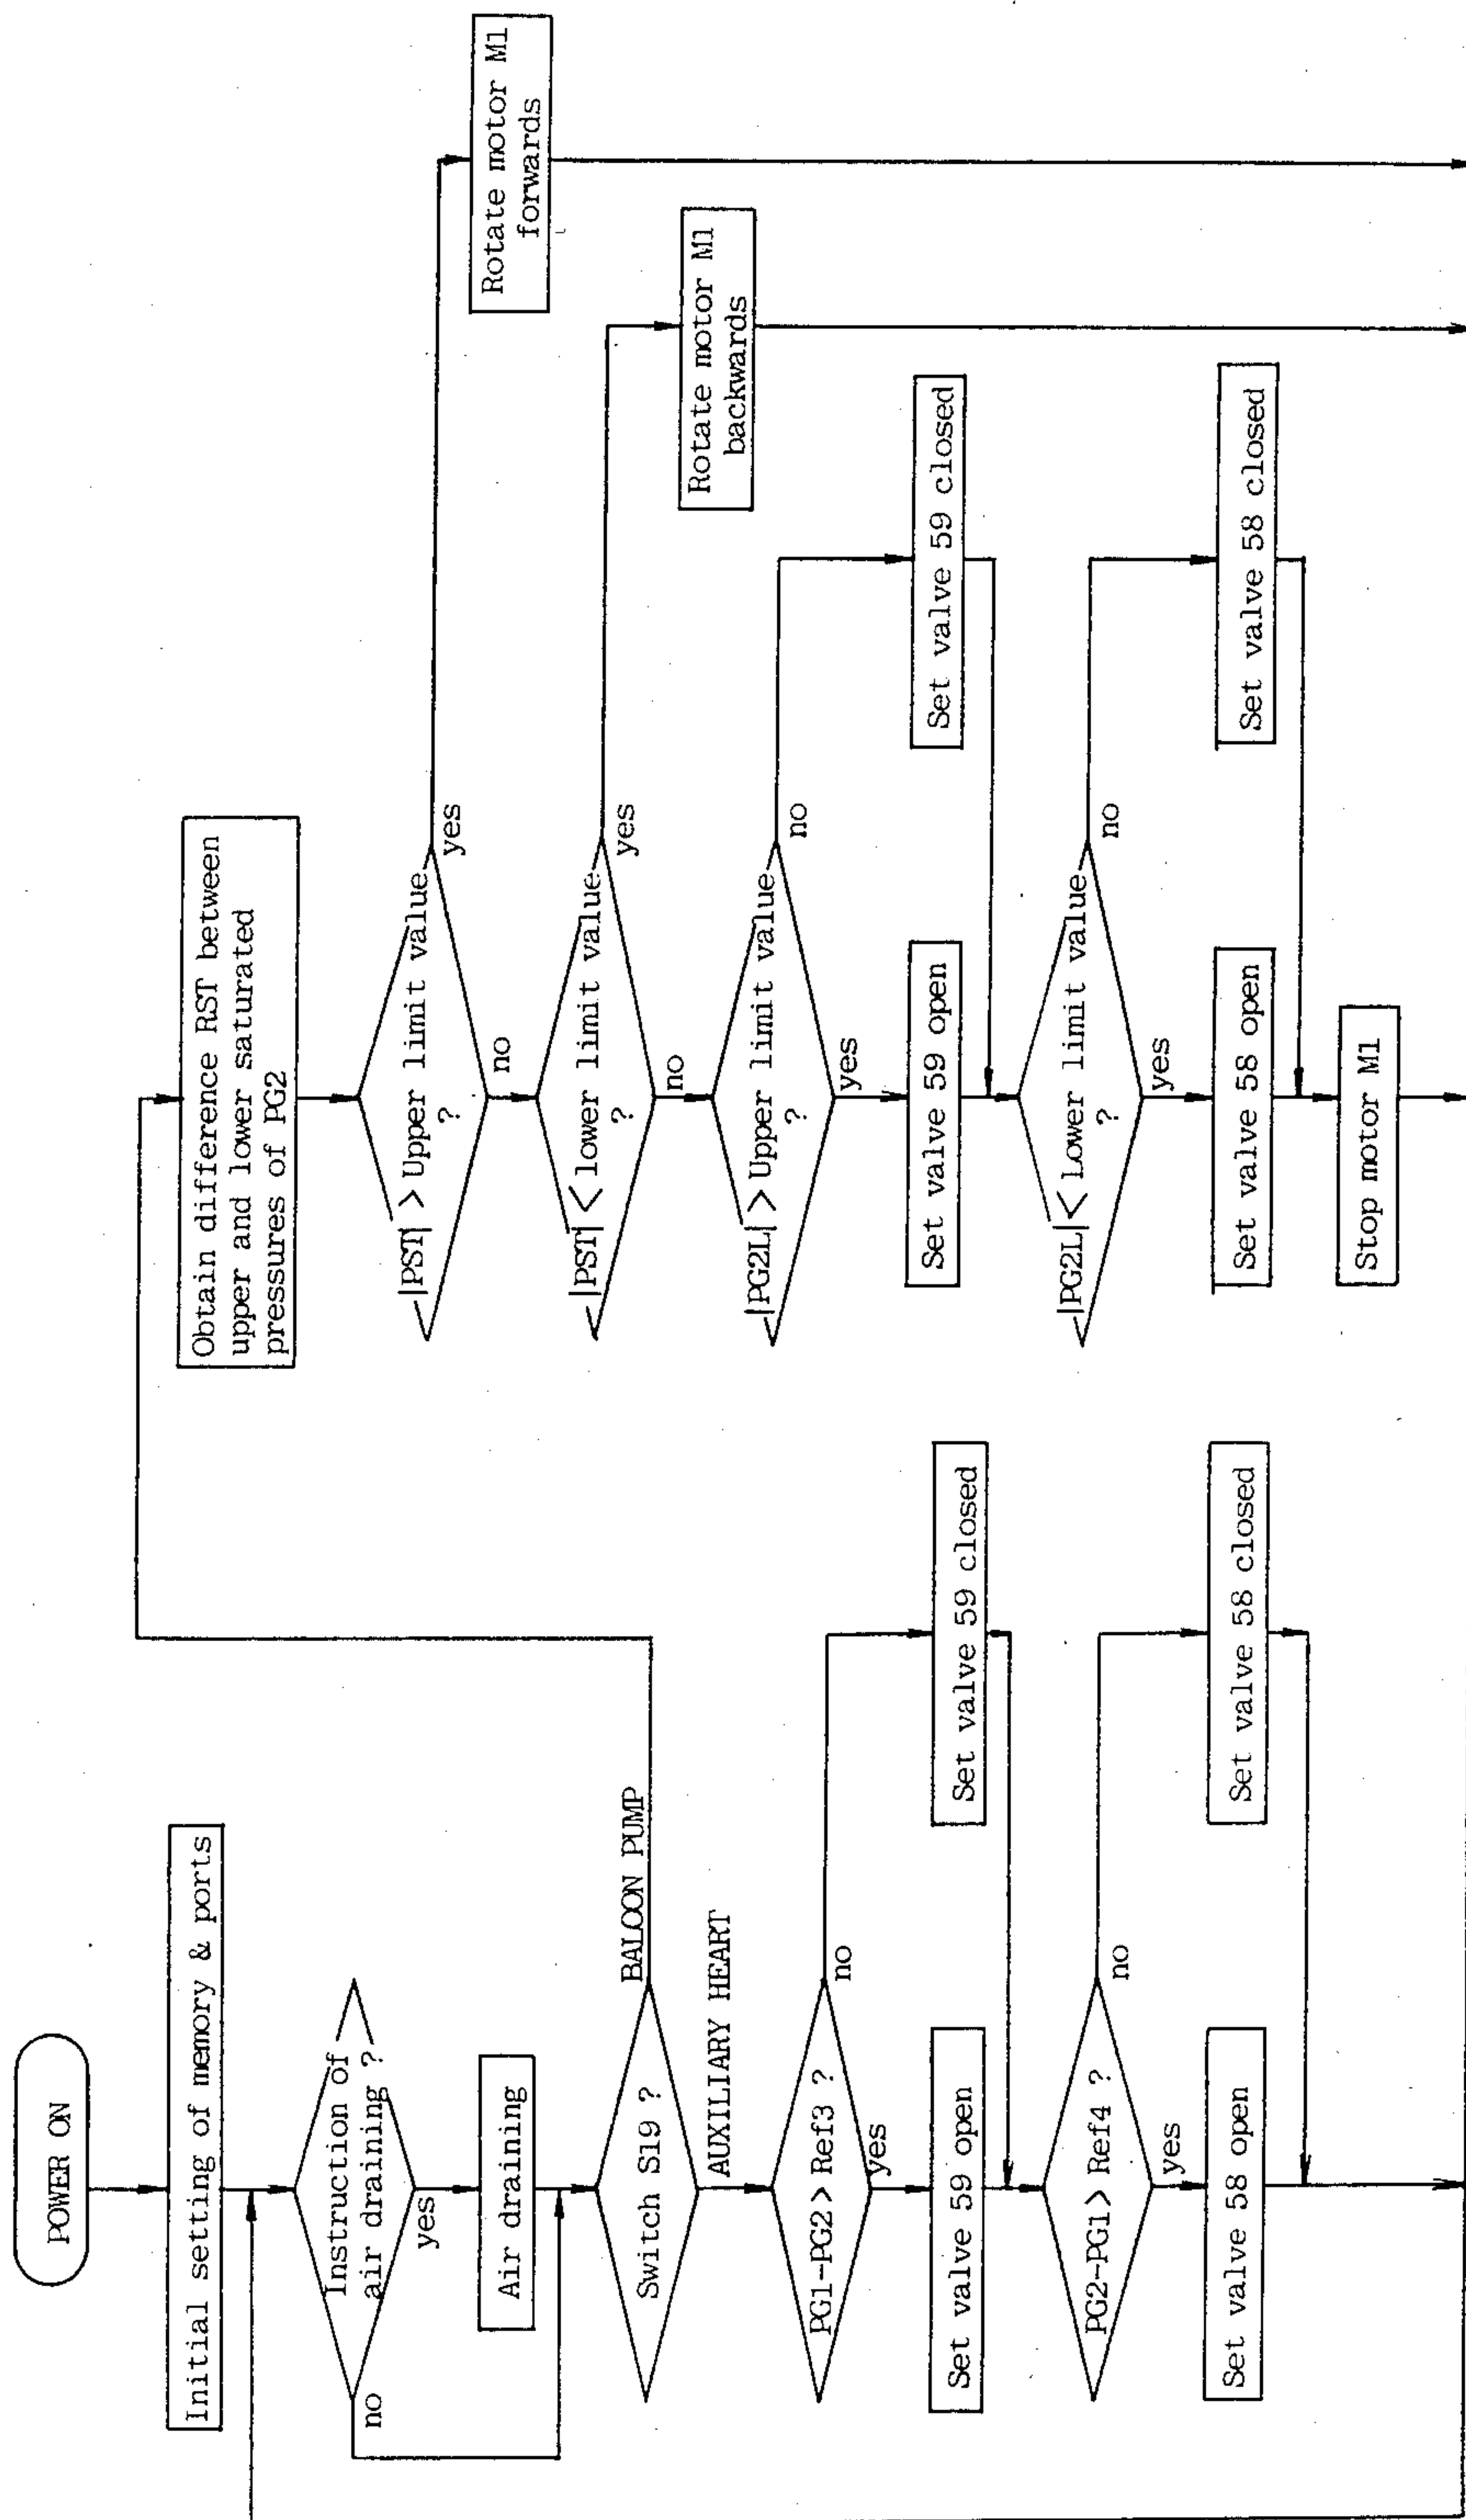 POWER ON
Initial setting of memory & ports
Instruction of
air draining ?
no
yes
Air draining
Switch S19 ?
BALOON PUMP
AUXILIARY HEART
PG1-PG2> Ref3 ?
no
yes
Set valve 59 open
Set valve 59 closed
PG2-PG1> Ref4 ?
no
yes
Set valve 58 open
Set valve 58 closed
Obtain difference RST between
upper and lower saturated
pressures of PG2
|PST| > Upper limit value
?
yes
no
Rotate motor M1
forwards
|PST| < lower limit value
?
yes
no
Rotate motor M1
backwards
|PG2L| > Upper limit value
?
no
yes
Set valve 59 open
Set valve 59 closed
|PG2L| < Lower limit value
?
no
yes
Set valve 58 open
Set valve 58 closed
Stop motor M1